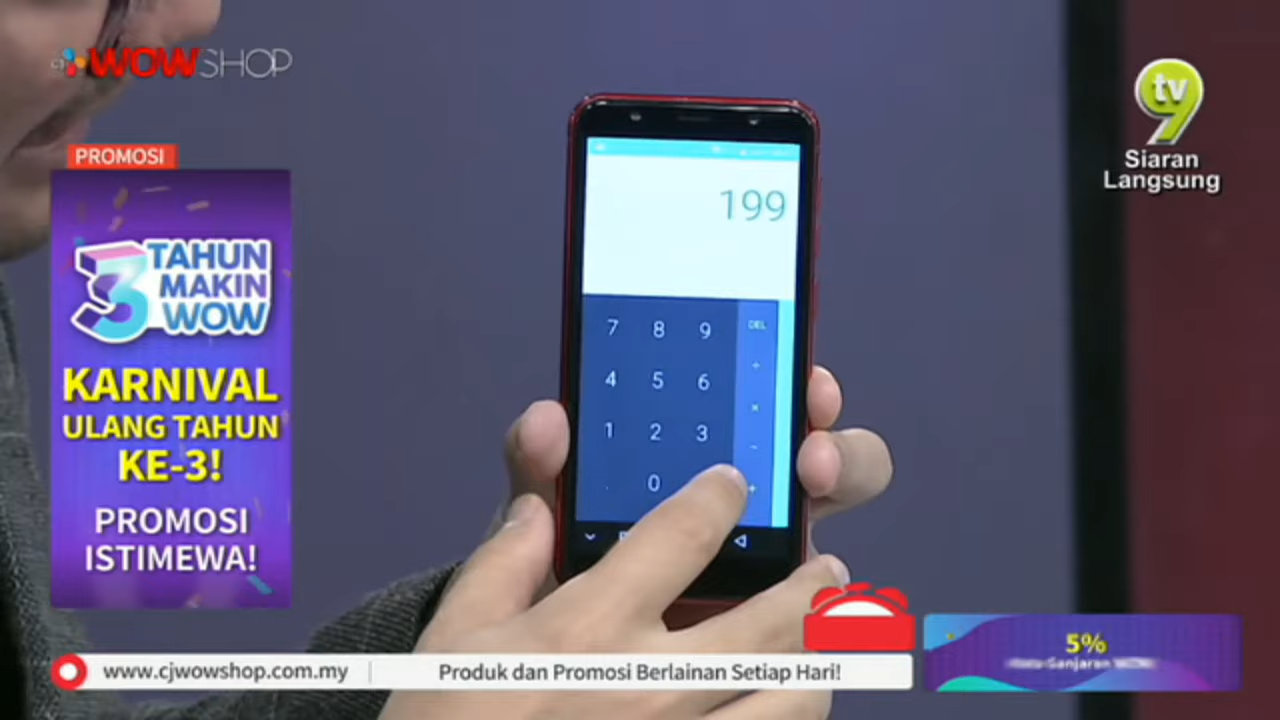 CJ WOWSHOP
tv9
Siaran
Langsung
PROMOSI
3 TAHUN
MAKIN
WOW
KARNIVAL
ULANG TAHUN
KE-3!
PROMOSI
ISTIMEWA!
199
7 8 9 DEL
÷
4 5 6
×
1 2 3
−
. 0 +
5%
www.cjwowshop.com.my
Produk dan Promosi Berlainan Setiap Hari!